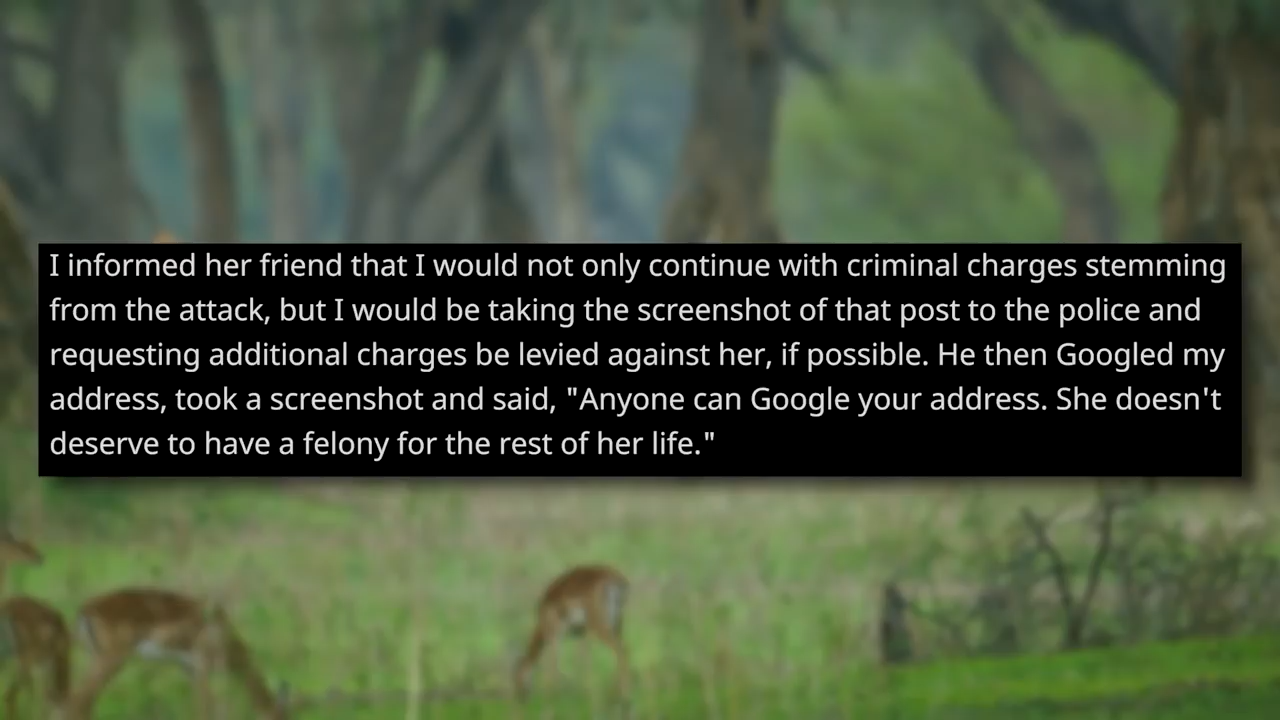 I informed her friend that I would not only continue with criminal charges stemming
from the attack, but I would be taking the screenshot of that post to the police and
requesting additional charges be levied against her, if possible. He then Googled my
address, took a screenshot and said, "Anyone can Google your address. She doesn't
deserve to have a felony for the rest of her life."